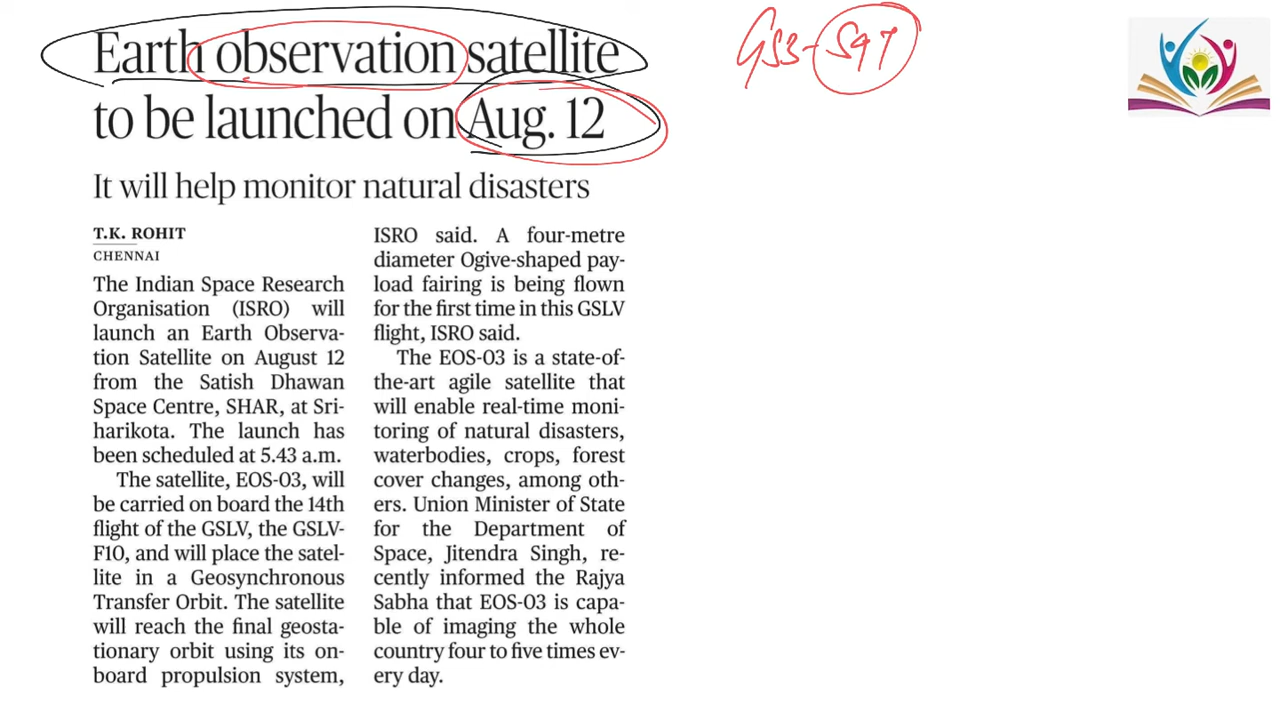 Earth observation satellite
to be launched on Aug. 12
GS3-S&T
It will help monitor natural disasters
T.K. ROHIT
CHENNAI
The Indian Space Research
Organisation (ISRO) will
launch an Earth Observa-
tion Satellite on August 12
from the Satish Dhawan
Space Centre, SHAR, at Sri-
harikota. The launch has
been scheduled at 5.43 a.m.
The satellite, EOS-03, will
be carried on board the 14th
flight of the GSLV, the GSLV-
F10, and will place the satel-
lite in a Geosynchronous
Transfer Orbit. The satellite
will reach the final geosta-
tionary orbit using its on-
board propulsion system,
ISRO said. A four-metre
diameter Ogive-shaped pay-
load fairing is being flown
for the first time in this GSLV
flight, ISRO said.
The EOS-03 is a state-of-
the-art agile satellite that
will enable real-time moni-
toring of natural disasters,
waterbodies, crops, forest
cover changes, among oth-
ers. Union Minister of State
for the Department of
Space, Jitendra Singh, re-
cently informed the Rajya
Sabha that EOS-03 is capa-
ble of imaging the whole
country four to five times ev-
ery day.